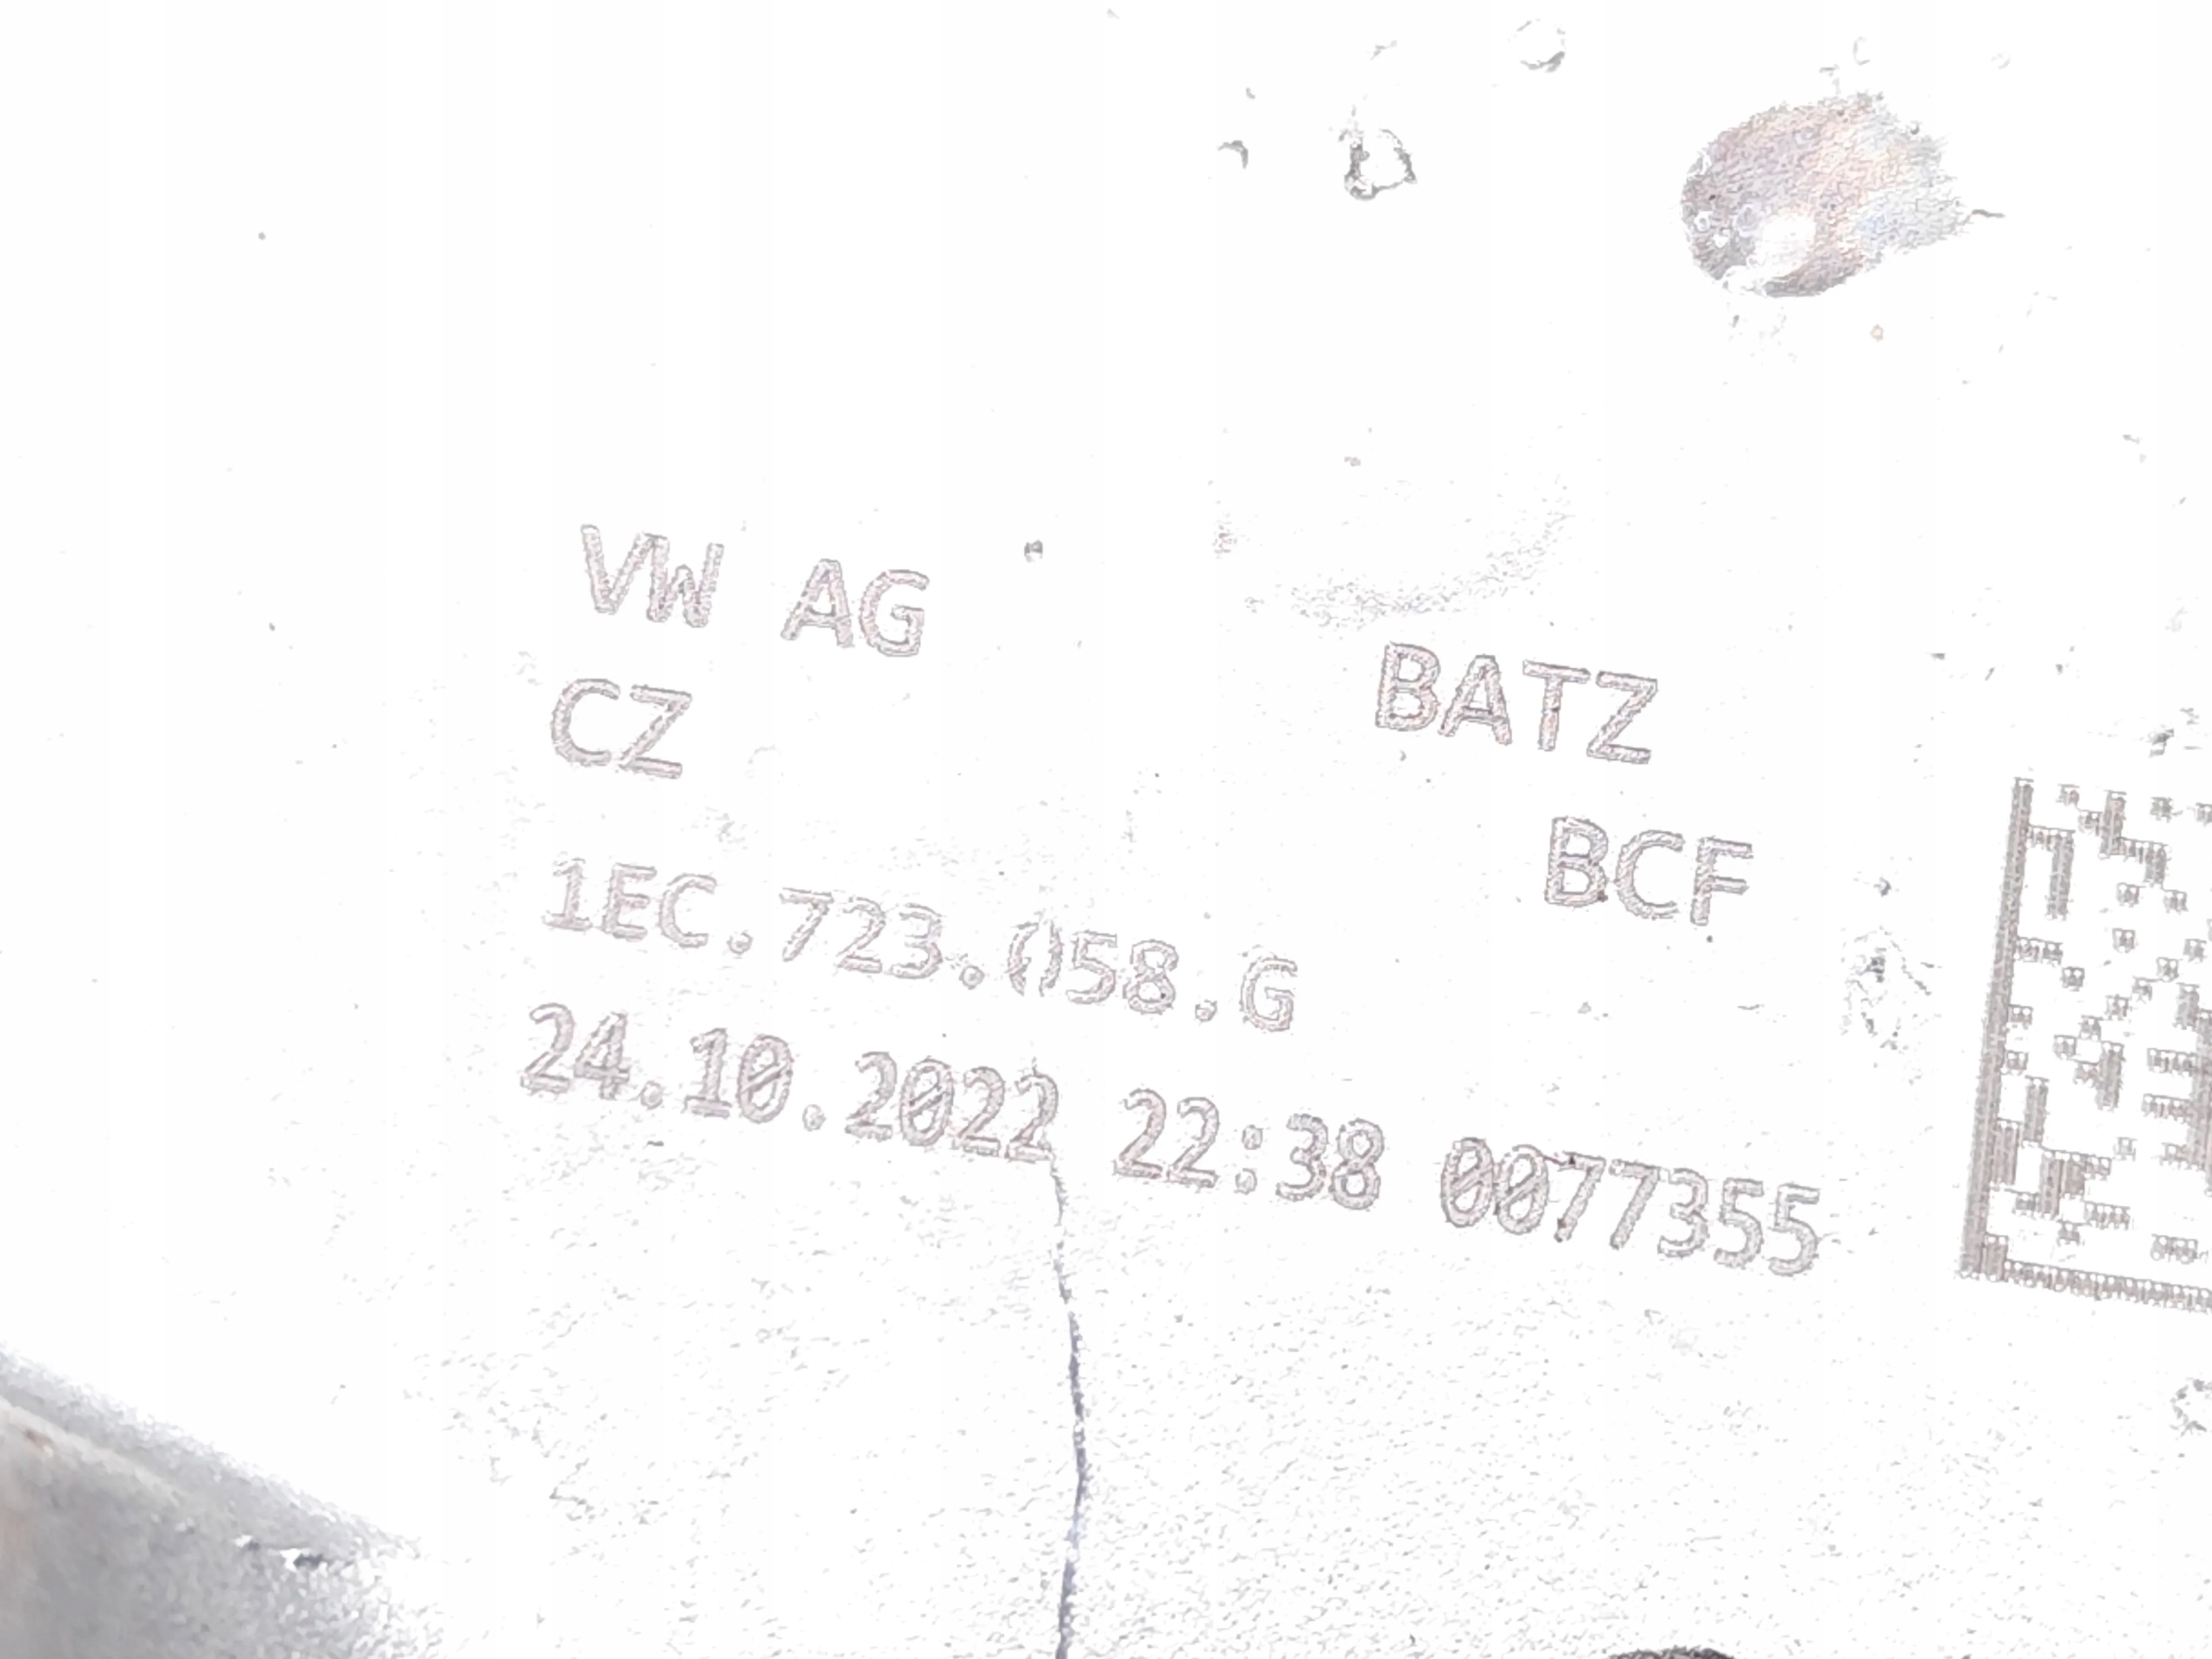 VW AG
CZ
BATZ
BCF
1EC.723.058.G
24.10.2022 22:38 0077355